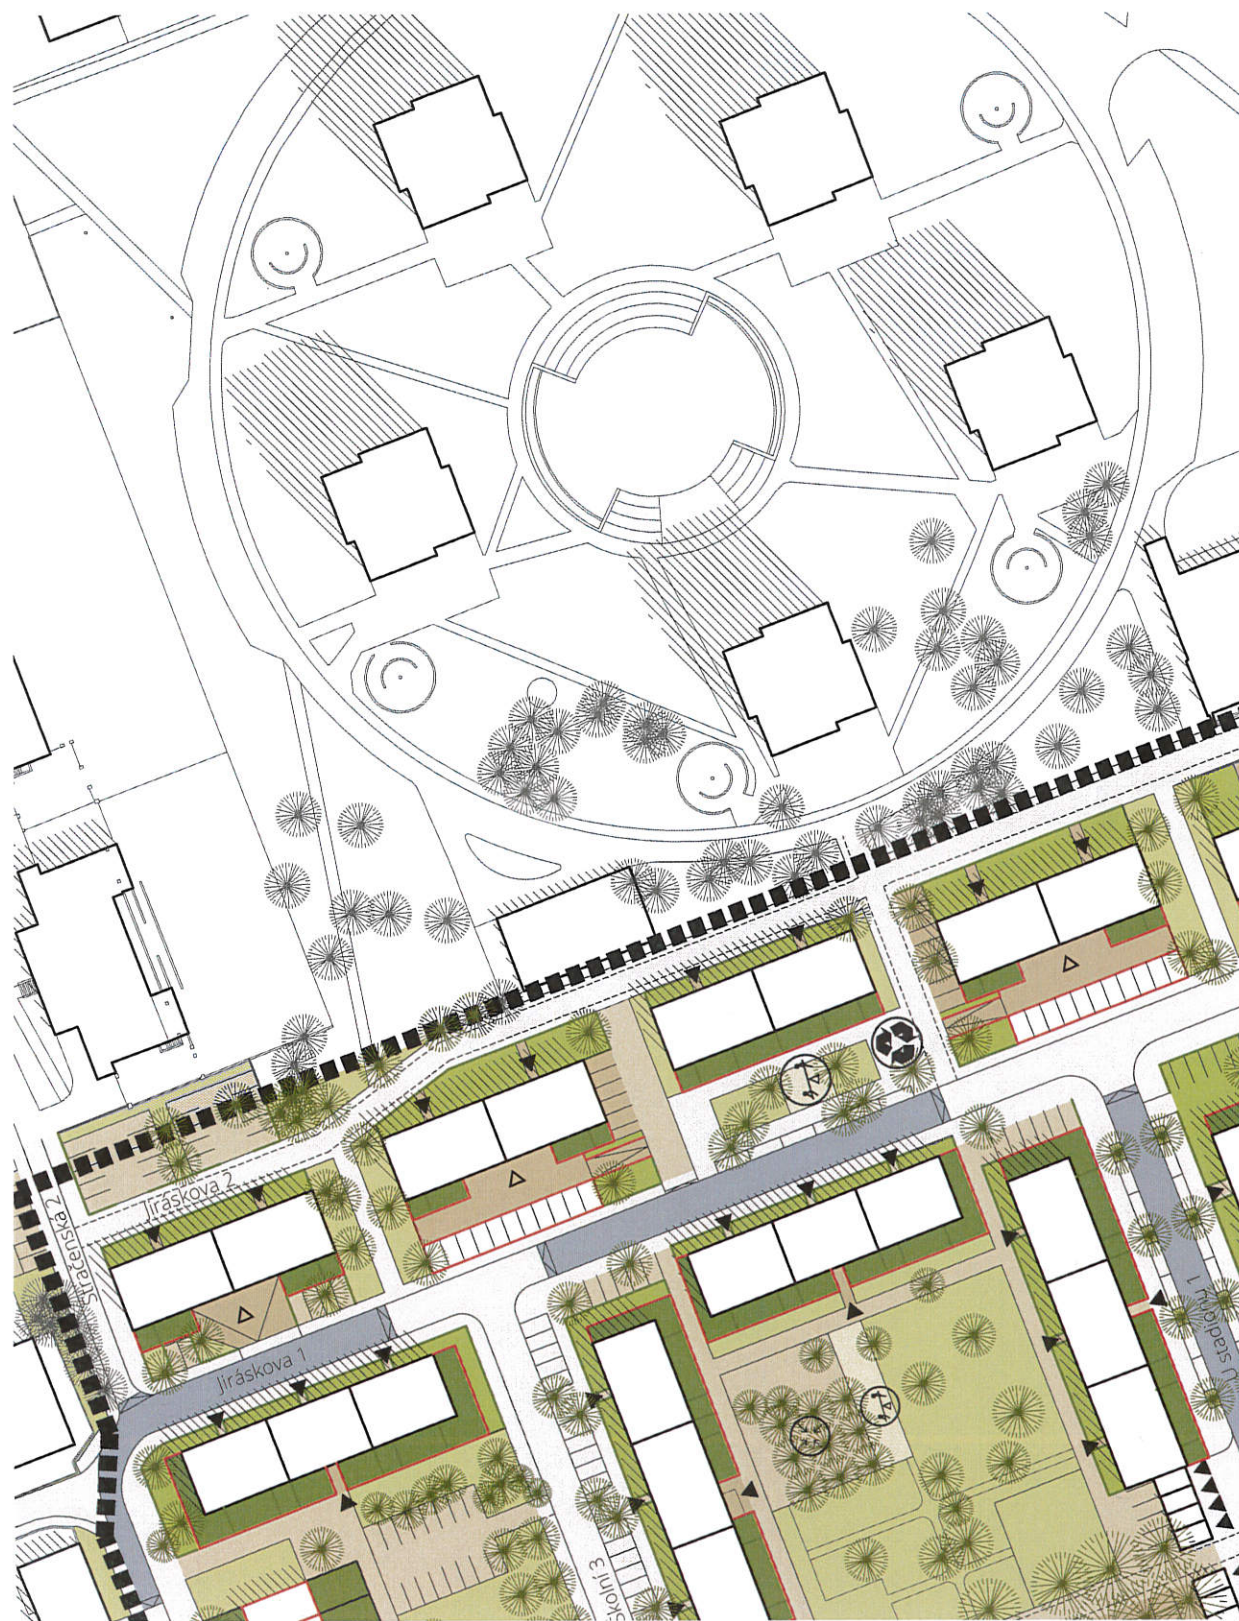 Jiráskova 2
Stračenská 2
Jiráskova 1
U stadionu 1
Školní 3